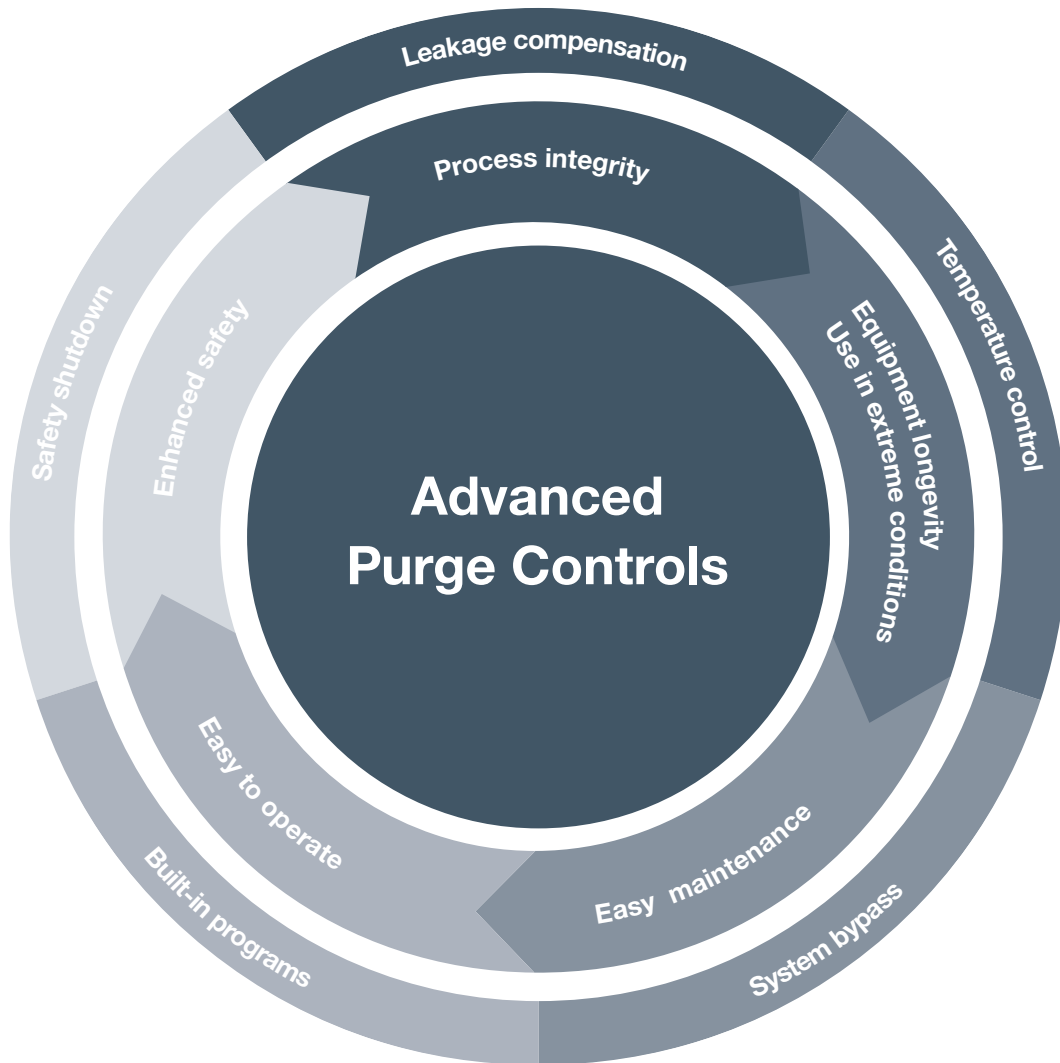 Leakage compensation
Process integrity
Temperature control
Equipment longevity
Use in extreme conditions
Safety shutdown
Enhanced safety
Advanced
Purge Controls
Easy to operate
Easy maintenance
Built-in programs
System bypass